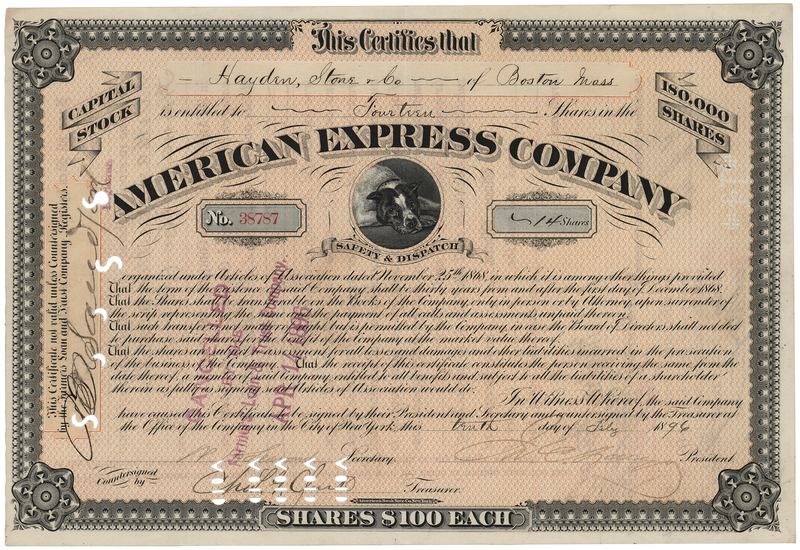 This Certifies that
Hayden, Stone & Co of Boston Mass
CAPITAL STOCK
180,000 SHARES
is entitled to Fourteen Shares in the
AMERICAN EXPRESS COMPANY
No. 38787
14 Shares
SAFETY & DISPATCH
organized under Articles of Association dated November 25th 1868, in which it is among other things provided
That the term of the existence of said Company shall be thirty years from and after the first day of December 1868.
That the Shares shall be transferable on the Books of the Company, only in person or by Attorney, upon surrender
of the scrip representing the same and the payment of all calls and assessments unpaid thereon.
That such transfer shall not be but is permitted by the Company, in case the Board of Directors shall not elect
to purchase said Shares for the benefit of the Company at the market value thereof.
That the shares are liable to assessment for all losses and damages and other liabilities incurred in the prosecution
of the business of the Company. That the receipt of this certificate constitutes the person receiving the same from the
date thereof a member of said Company, entitled to all benefits and subject to all the liabilities of a shareholder
therein as fully as signing said Articles of Association would do.
In Witness Whereof, the said Company
have caused this Certificate to be signed by their President and Secretary and countersigned by the Treasurer at
the Office of the Company in the City of New York, this tenth day of July 1896
Secretary.
President
Countersigned by
Treasurer.
SHARES $100 EACH
This Certificate not valid unless Countersigned
by the Farmers Loan and Trust Company, Registers.
CANCELLED
Farmers Loan & Trust Company.